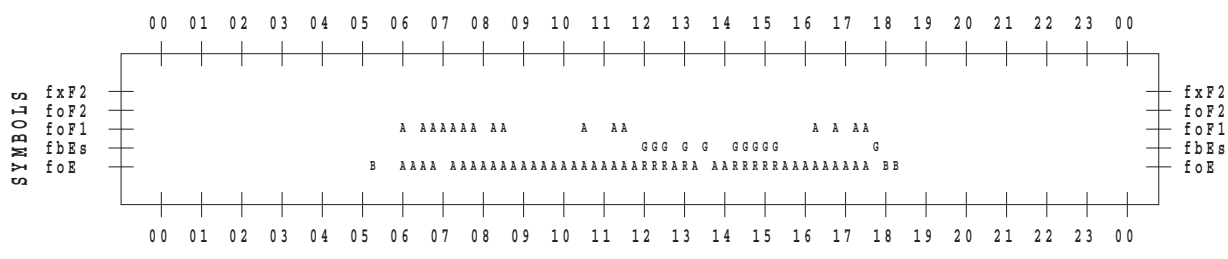 00 01 02 03 04 05 06 07 08 09 10 11 12 13 14 15 16 17 18 19 20 21 22 23 00
SYMBOLS
fxF2 fxF2
foF2 foF2
foF1 A AAAAAA AA A AA A A AA foF1
fbEs GGG G G GGGGG G fbEs
foE B AAAA AAAAAAAAAAAAAAAAAAARRRARA AARRRRRAAAAAAAAA BB foE
00 01 02 03 04 05 06 07 08 09 10 11 12 13 14 15 16 17 18 19 20 21 22 23 00